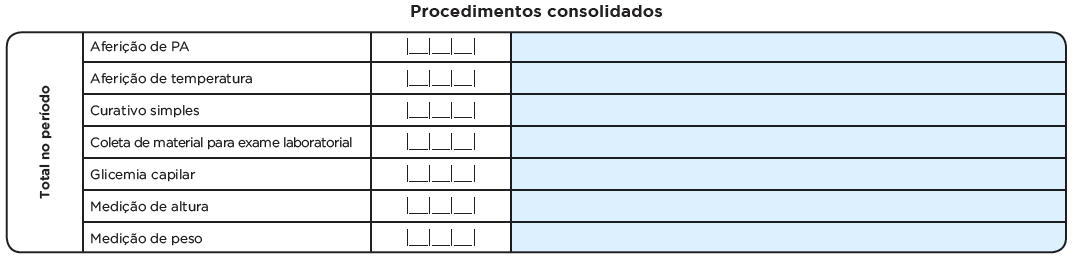 Procedimentos consolidados
Total no período
Aferição de PA |__|__|__|
Aferição de temperatura |__|__|__|
Curativo simples |__|__|__|
Coleta de material para exame laboratorial |__|__|__|
Glicemia capilar |__|__|__|
Medição de altura |__|__|__|
Medição de peso |__|__|__|